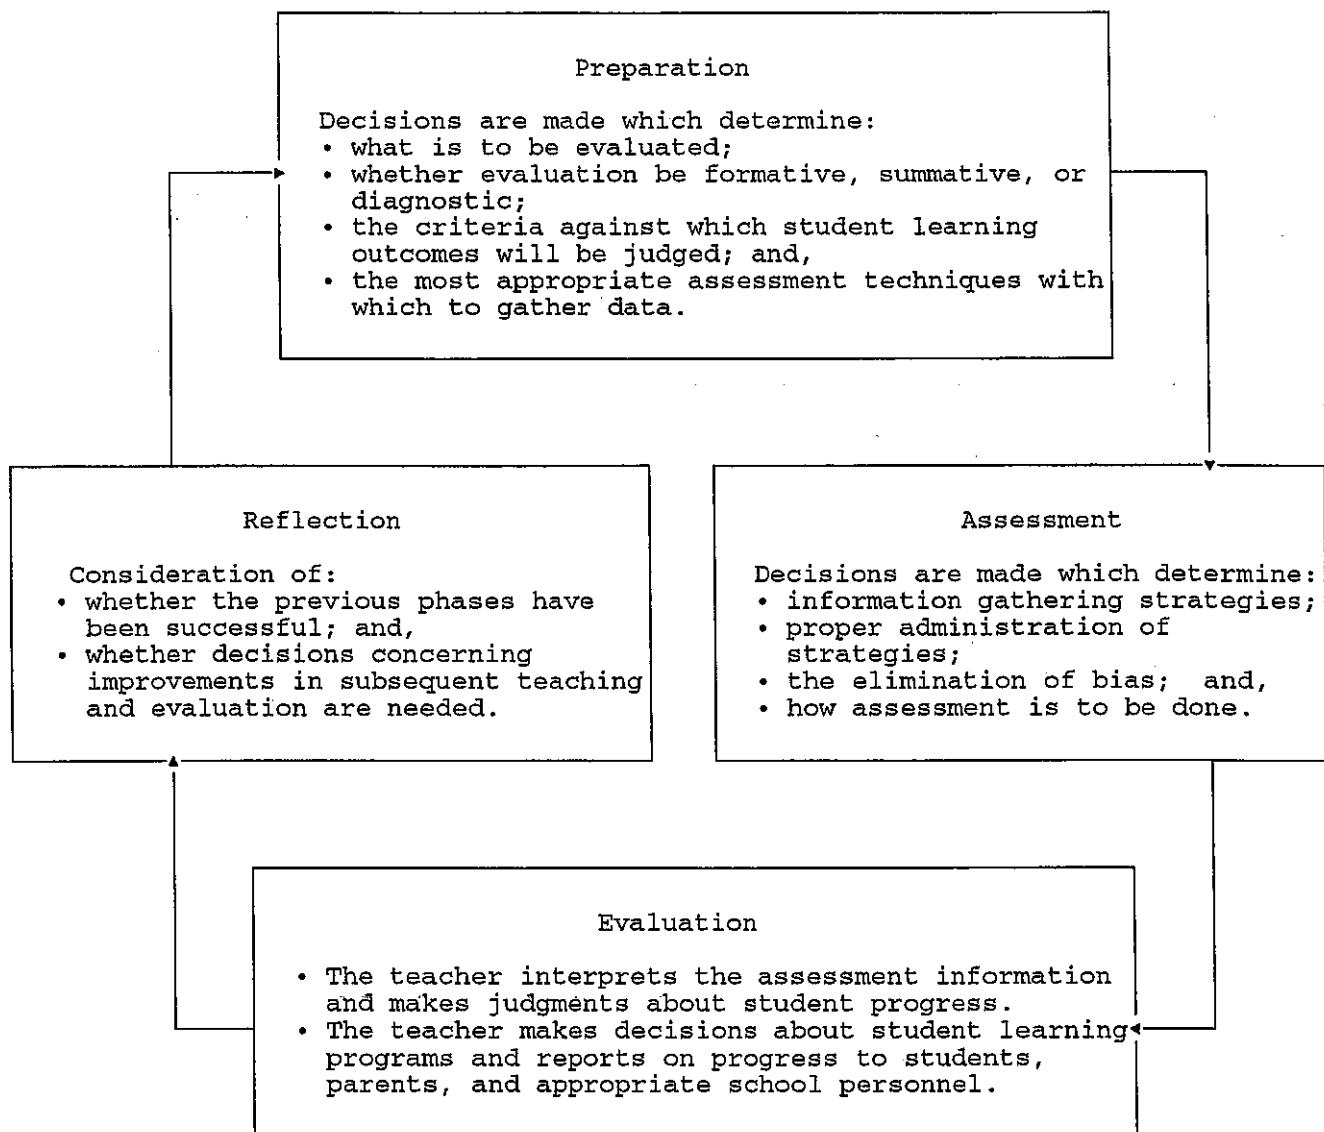 Preparation
Decisions are made which determine:
• what is to be evaluated;
• whether evaluation be formative, summative, or
diagnostic;
• the criteria against which student learning
outcomes will be judged; and,
• the most appropriate assessment techniques with
which to gather data.
Reflection
Consideration of:
• whether the previous phases have
been successful; and,
• whether decisions concerning
improvements in subsequent teaching
and evaluation are needed.
Assessment
Decisions are made which determine:
• information gathering strategies;
• proper administration of
strategies;
• the elimination of bias; and,
• how assessment is to be done.
Evaluation
• The teacher interprets the assessment information
and makes judgments about student progress.
• The teacher makes decisions about student learning
programs and reports on progress to students,
parents, and appropriate school personnel.